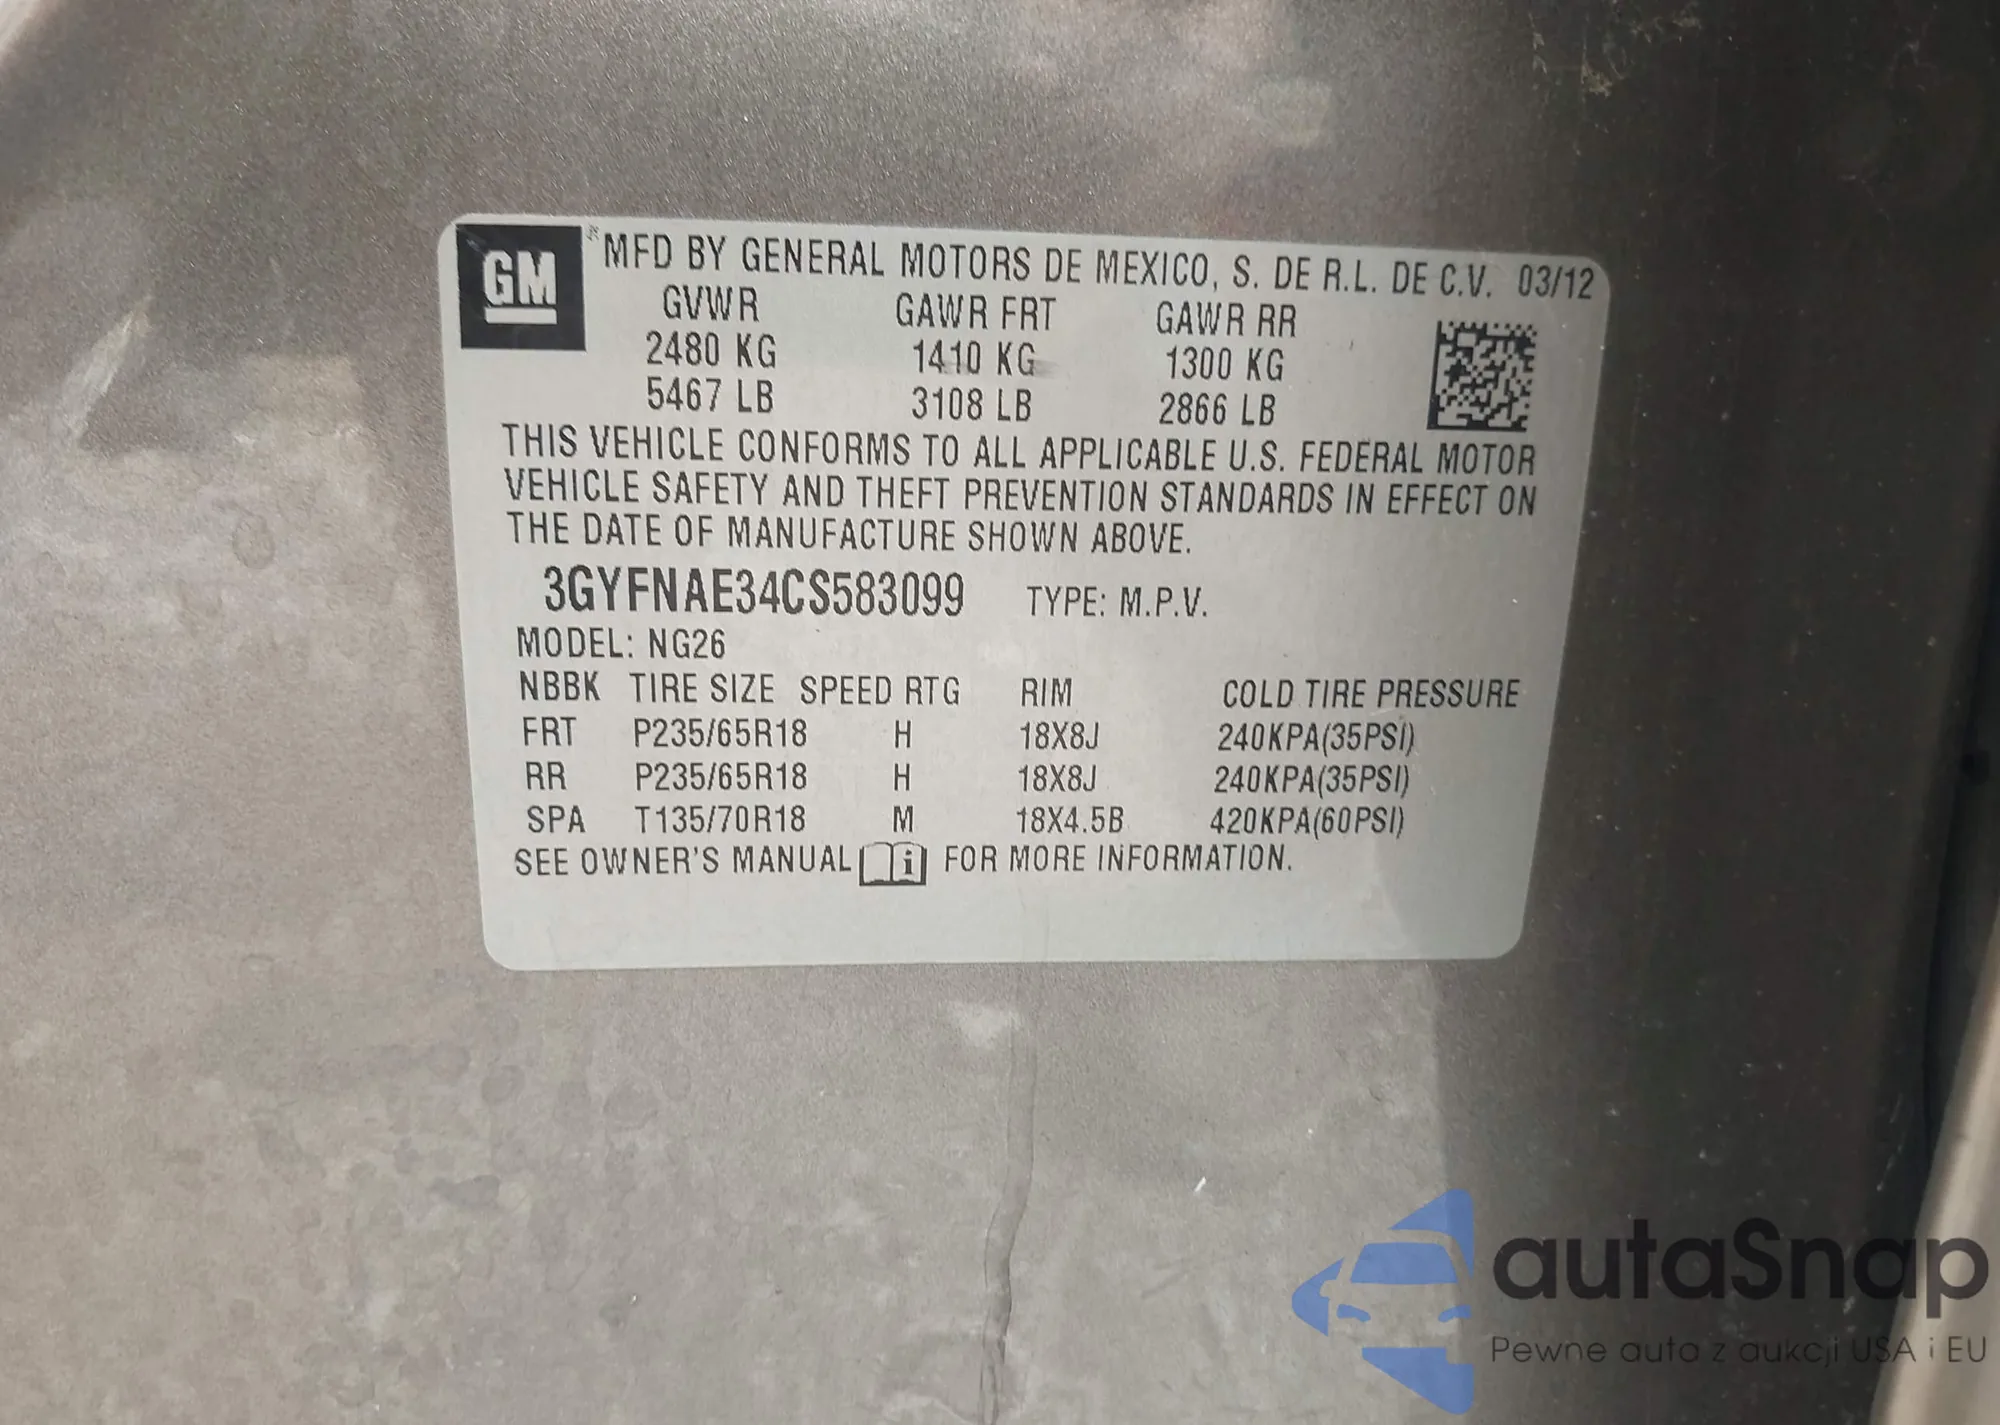 GM
MFD BY GENERAL MOTORS DE MEXICO, S. DE R.L. DE C.V. 03/12
GVWR GAWR FRT GAWR RR
2480 KG 1410 KG 1300 KG
5467 LB 3108 LB 2866 LB
THIS VEHICLE CONFORMS TO ALL APPLICABLE U.S. FEDERAL MOTOR
VEHICLE SAFETY AND THEFT PREVENTION STANDARDS IN EFFECT ON
THE DATE OF MANUFACTURE SHOWN ABOVE.
3GYFNAE34CS583099 TYPE: M.P.V.
MODEL: NG26
NBBK TIRE SIZE SPEED RTG RIM COLD TIRE PRESSURE
FRT P235/65R18 H 18X8J 240KPA(35PSI)
RR P235/65R18 H 18X8J 240KPA(35PSI)
SPA T135/70R18 M 18X4.5B 420KPA(60PSI)
SEE OWNER'S MANUAL i FOR MORE INFORMATION.
autaSnap
Pewne auta z aukcji USA i EU